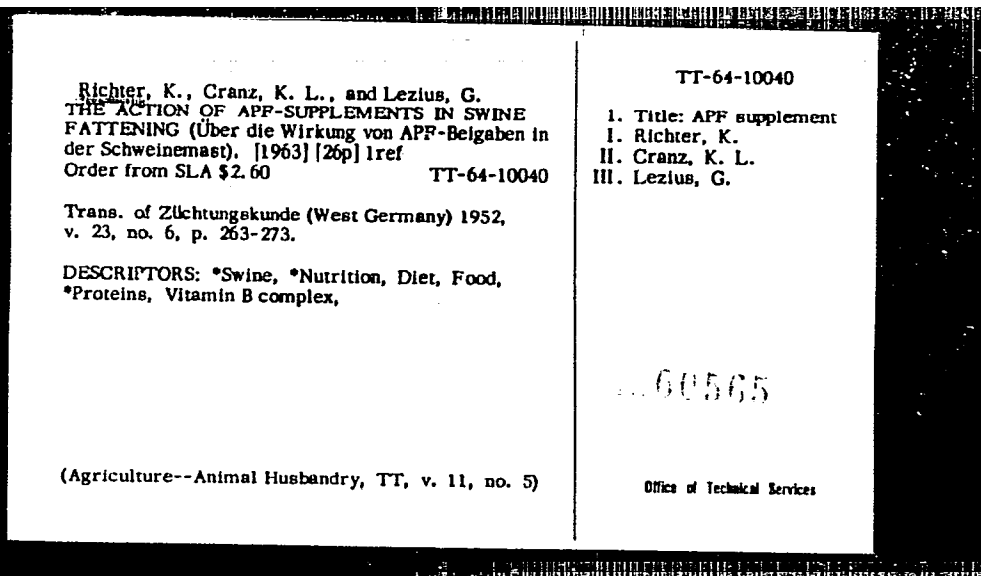 Richter, K., Cranz, K. L., and Lezius, G.
THE ACTION OF APF-SUPPLEMENTS IN SWINE
FATTENING (Über die Wirkung von APF-Beigaben in
der Schweinemast). [1963] [26p] 1ref
Order from SLA $2.60 TT-64-10040
Trans. of Züchtungskunde (West Germany) 1952,
v. 23, no. 6, p. 263-273.
DESCRIPTORS: *Swine, *Nutrition, Diet, Food,
*Proteins, Vitamin B complex,
(Agriculture--Animal Husbandry, TT, v. 11, no. 5)
TT-64-10040
1. Title: APF supplement
I. Richter, K.
II. Cranz, K. L.
III. Lezius, G.
60565
Office of Technical Services